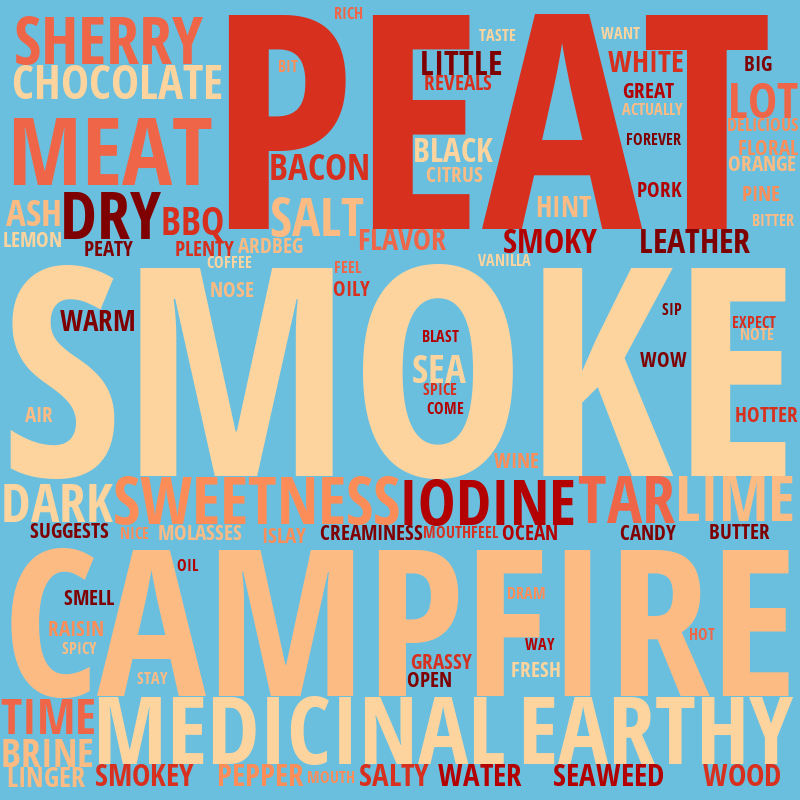 RICH
SHERRY
PEAT
TASTE
WANT
CHOCOLATE
BIT
LITTLE
WHITE
BIG
REVEALS
GREAT
LOT
ACTUALLY
DELICIOUS
MEAT
BACON
BLACK
FOREVER
FLORAL
CITRUS
ORANGE
PORK
PINE
ASH
DRY
BBQ
SALT
HINT
BITTER
LEMON
PEATY
PLENTY
ARDBEG
FLAVOR
SMOKY
LEATHER
COFFEE
FEEL
VANILLA
SMOKE
NOSE
OILY
WARM
SIP
EXPECT
NOTE
BLAST
SEA
WOW
SPICE
COME
AIR
HOTTER
WINE
DARK
SWEETNESS
IODINE
TAR
LIME
SUGGESTS
NICE
MOLASSES
ISLAY
CREAMINESS
MOUTHFEEL
OCEAN
CANDY
BUTTER
CAMPFIRE
OIL
SMELL
DRAM
RAISIN
SPICY
HOT
WAY
GRASSY
STAY
OPEN
FRESH
TIME
MEDICINAL
EARTHY
BRINE
LINGER
SMOKEY
PEPPER
MOUTH
SALTY
WATER
SEAWEED
WOOD